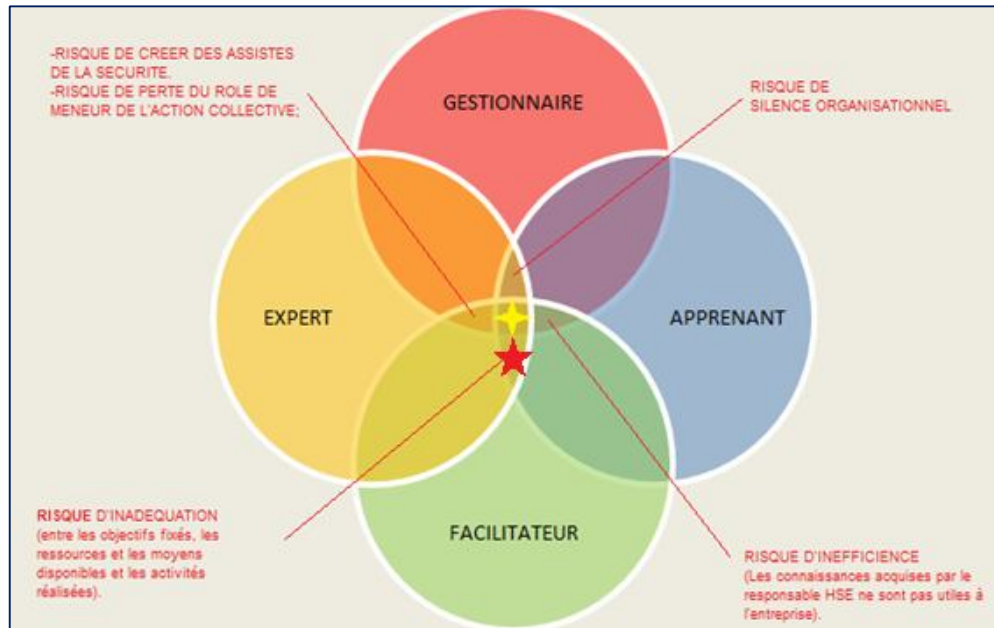 -RISQUE DE CREER DES ASSISTES
DE LA SECURITE.
-RISQUE DE PERTE DU ROLE DE
MENEUR DE L'ACTION COLLECTIVE;
GESTIONNAIRE
RISQUE DE
SILENCE ORGANISATIONNEL
EXPERT
APPRENANT
FACILITATEUR
RISQUE D'INADEQUATION
(entre les objectifs fixés, les
ressources et les moyens
disponibles et les activités
réalisées).
RISQUE D'INEFFICIENCE
(Les connaissances acquises par le
responsable HSE ne sont pas utiles à
l'entreprise).